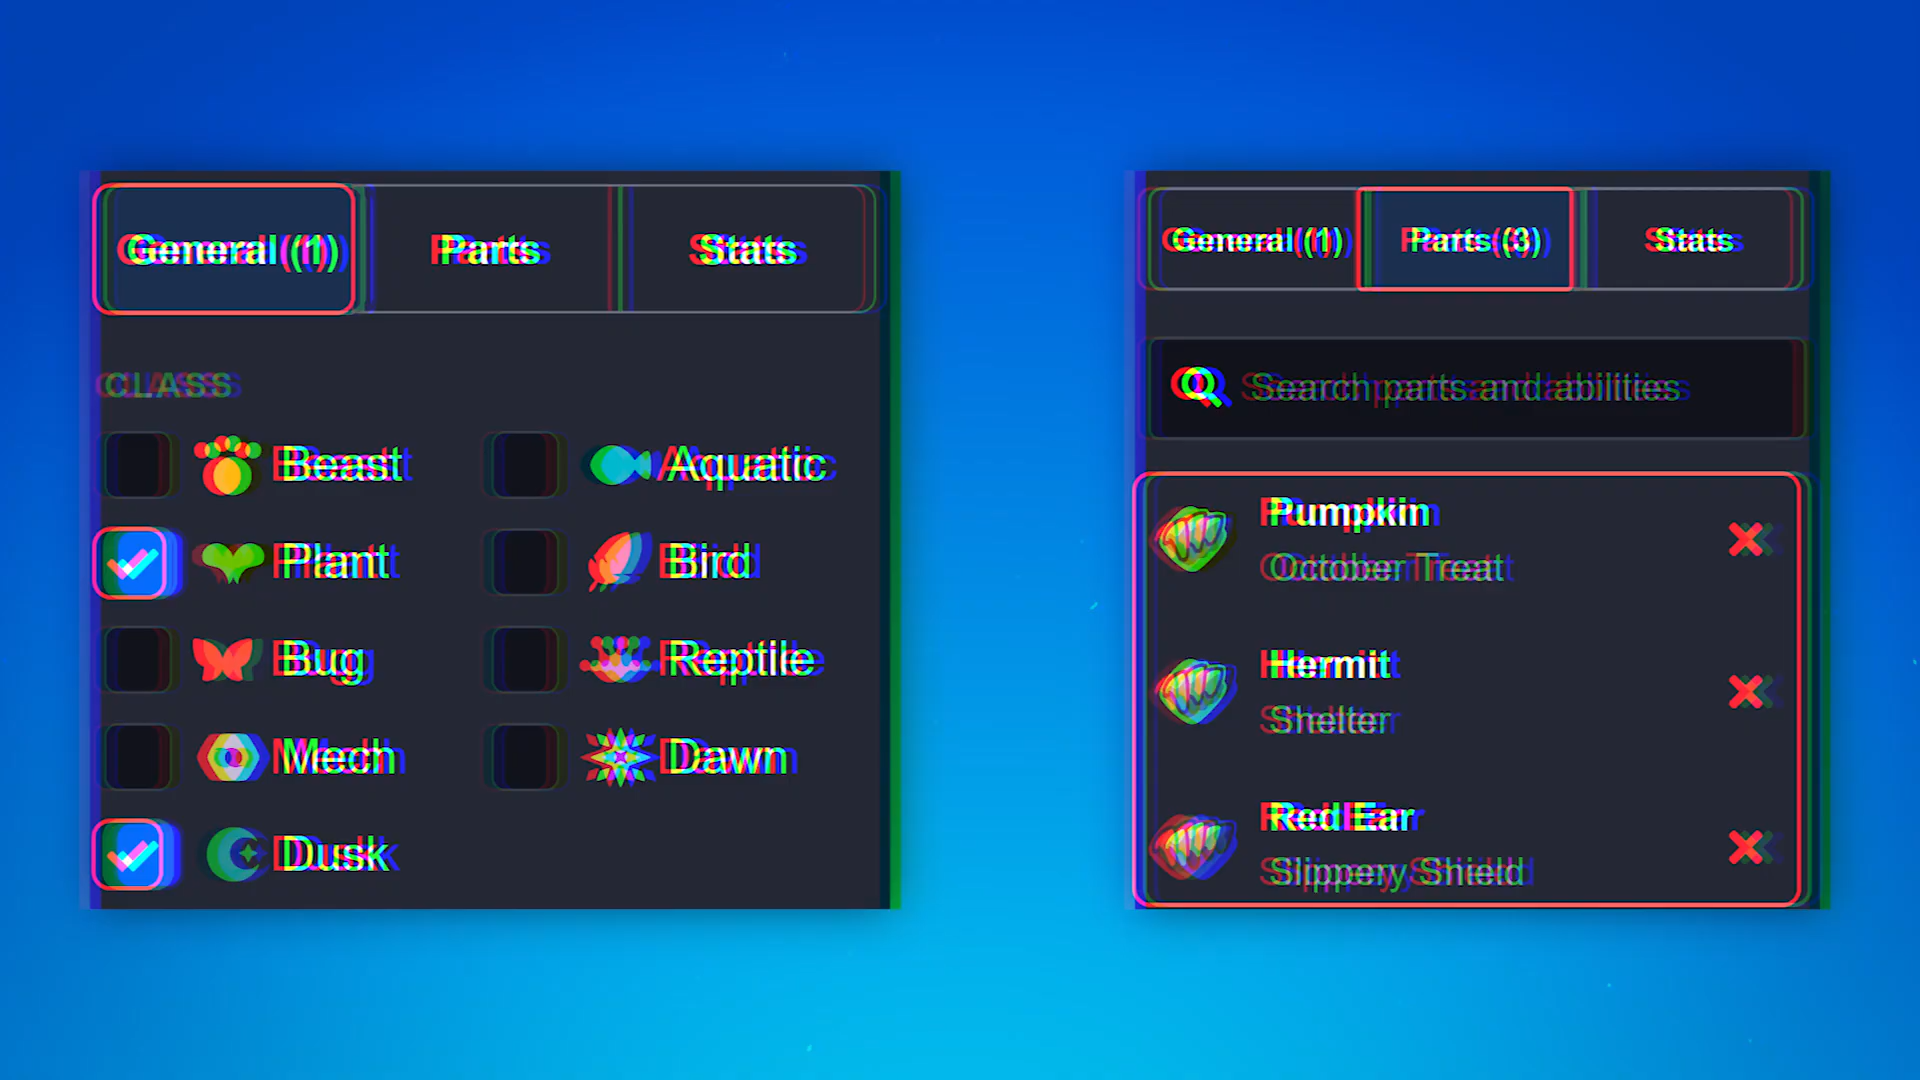 General (1) Parts Stats
CLASS
Beast Aquatic
Plant Bird
Bug Reptile
Mech Dawn
Dusk
General (1) Parts (3) Stats
Search parts and abilities
Pumpkin
October Treat
Hermit
Shelter
Red Ear
Slippery Shield